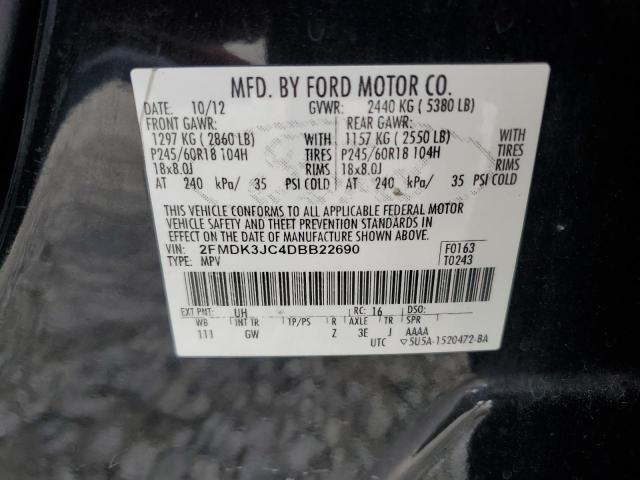 MFD. BY FORD MOTOR CO.
DATE: 10/12 GVWR: 2440 KG ( 5380 LB)
FRONT GAWR: REAR GAWR:
1297 KG ( 2860 LB) WITH 1157 KG ( 2550 LB) WITH
P245/60R18 104H TIRES P245/60R18 104H TIRES
18x8.0J RIMS 18x8.0J RIMS
AT 240 kPa/ 35 PSI COLD AT 240 kPa/ 35 PSI COLD
THIS VEHICLE CONFORMS TO ALL APPLICABLE FEDERAL MOTOR
VEHICLE SAFETY AND THEFT PREVENTION STANDARDS IN
EFFECT ON THE DATE OF MANUFACTURE SHOWN ABOVE.
VIN: 2FMDK3JC4DBB22690 F0163
TYPE: MPV T0243
EXT PNT: UH RC: 16 DSO:
WB INT TR TP/PS R AXLE TR SPR
111 GW Z 3E J AAAA
UTC ▽5U5A-1520472-BA